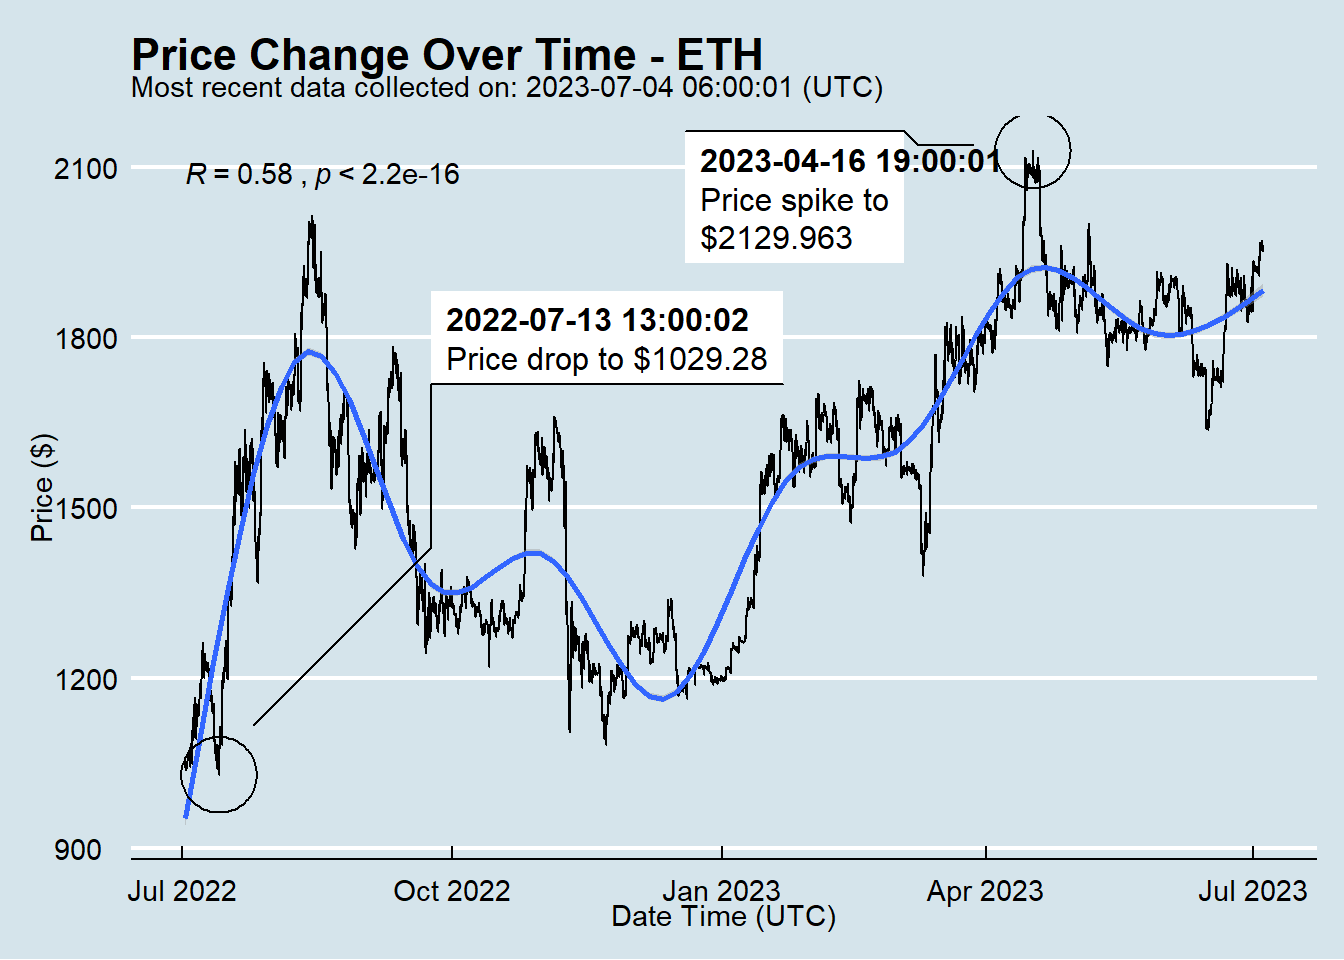 Price Change Over Time - ETH
Most recent data collected on: 2023-07-04 06:00:01 (UTC)
R = 0.58 , p < 2.2e-16
2023-04-16 19:00:01
Price spike to
$2129.963
2022-07-13 13:00:02
Price drop to $1029.28
Price ($)
2100
1800
1500
1200
900
Jul 2022
Oct 2022
Jan 2023
Apr 2023
Jul 2023
Date Time (UTC)